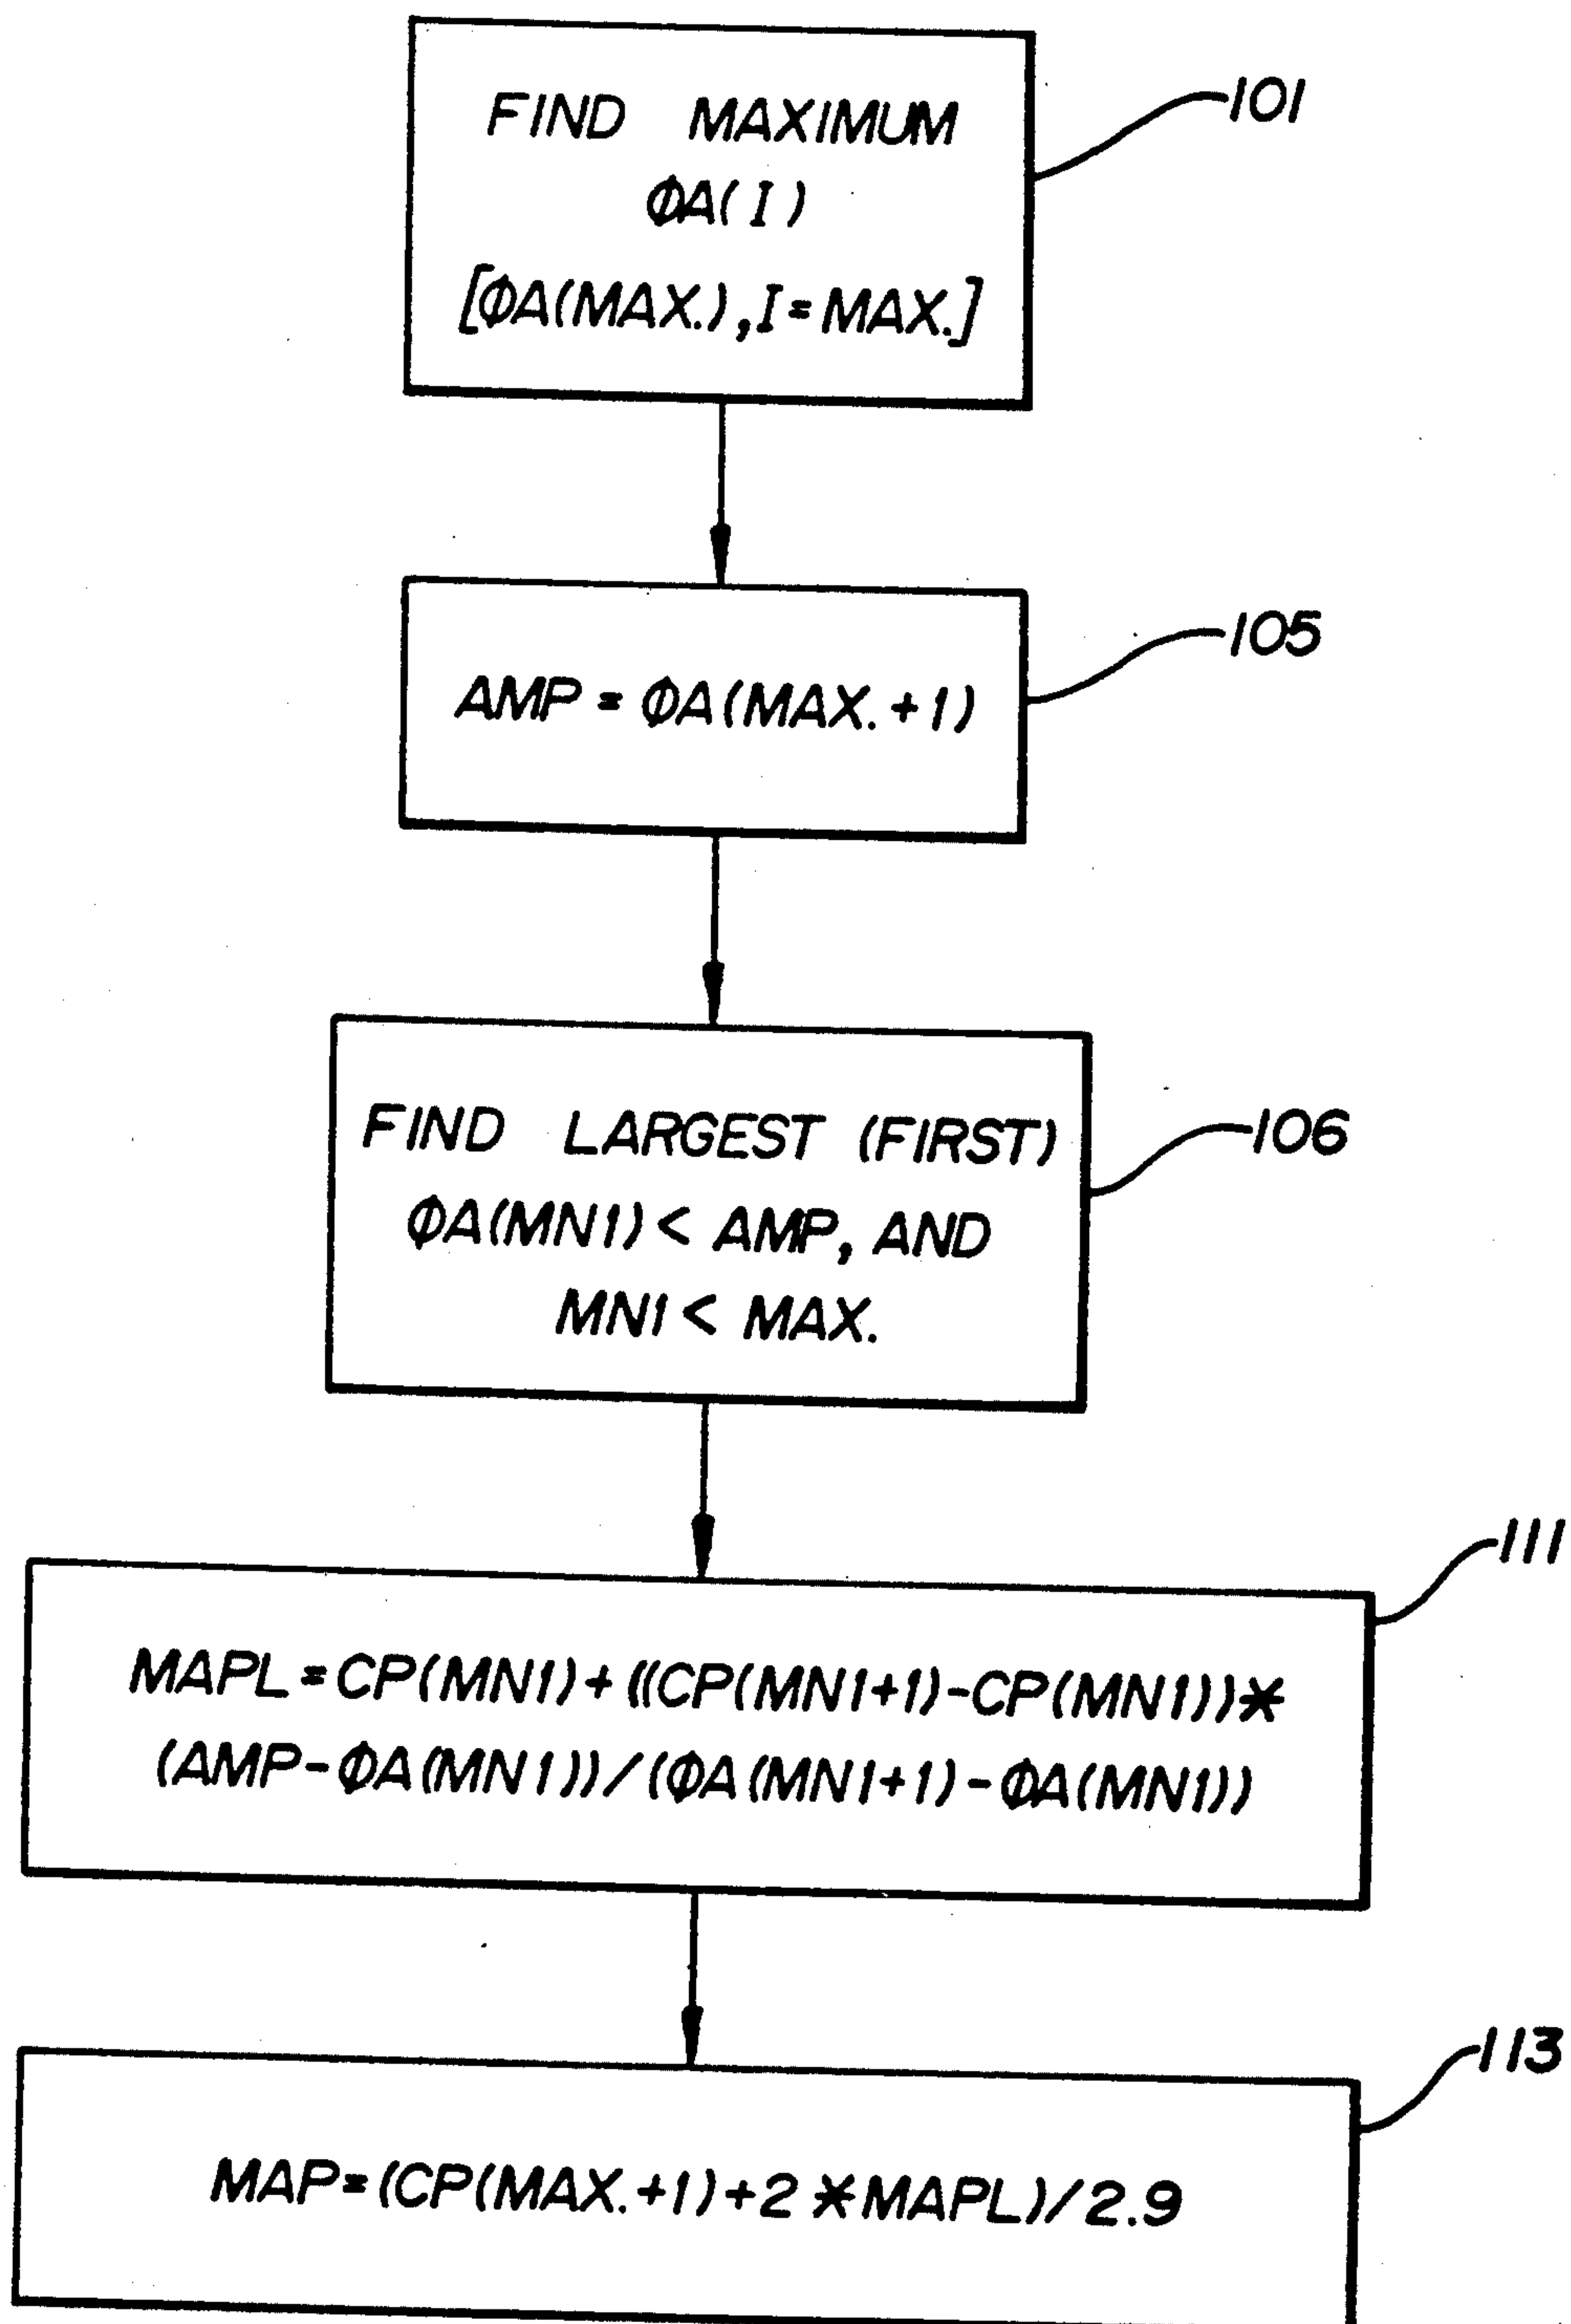 FIND MAXIMUM
ΦA(I)
[ΦA(MAX.),I=MAX.]
101
AMP=ΦA(MAX.+1)
105
FIND LARGEST (FIRST)
ΦA(MN1)< AMP, AND
MN1< MAX.
106
MAPL=CP(MN1)+((CP(MN1+1)-CP(MN1))*
(AMP-ΦA(MN1))/(ΦA(MN1+1)-ΦA(MN1))
111
MAP=(CP(MAX.+1)+2*MAPL)/2.9
113